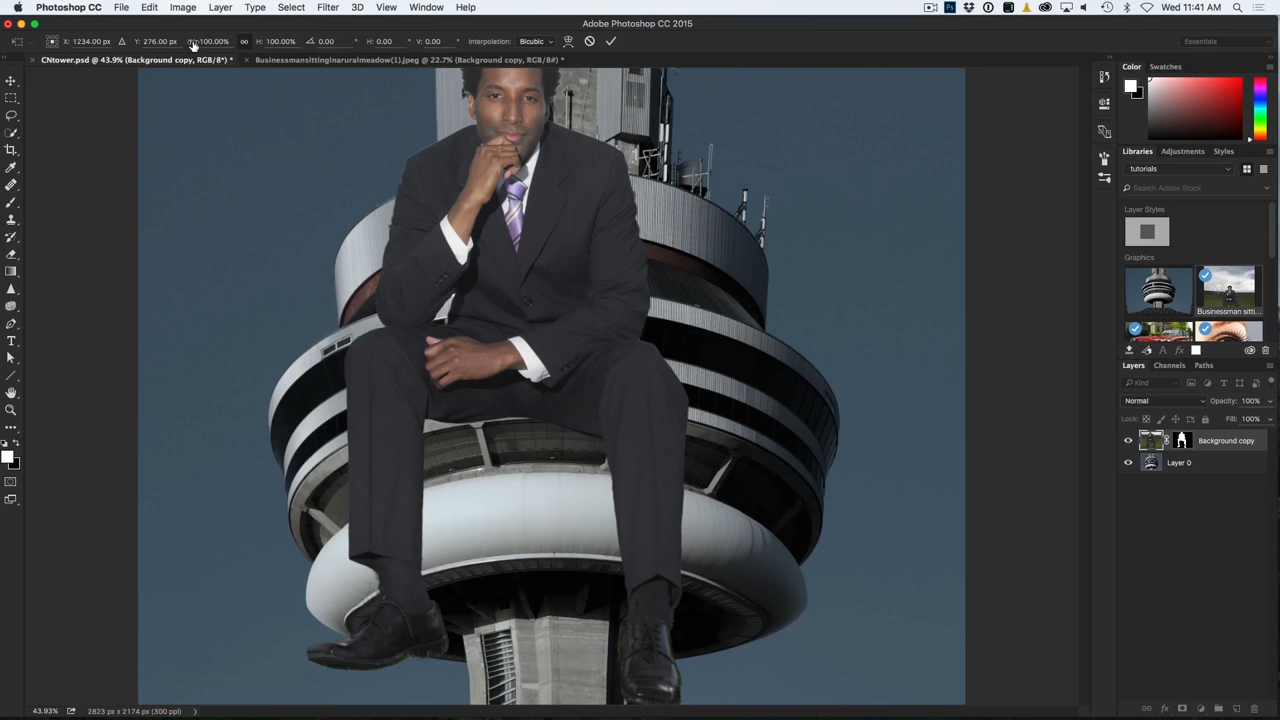 Photoshop CC File Edit Image Layer Type Select Filter 3D View Window Help Wed 11:41 AM
Adobe Photoshop CC 2015
X: 1234.00 px Y: 276.00 px 100.00% H: 100.00% 0.00 ° H: 0.00 ° V: 0.00 ° Interpolation: Bicubic Essentials
CNtower.psd @ 43.9% (Background copy, RGB/8*) * Businessmansittinginaruralmeadow(1).jpeg @ 22.7% (Background copy, RGB/8#) *
Color Swatches
Libraries Adjustments Styles
tutorials
Search Adobe Stock
Layer Styles
Graphics
Businessman sitti...
Layers Channels Paths
Kind
Normal Opacity: 100%
Lock: Fill: 100%
Background copy
Layer 0
43.93% 2823 px x 2174 px (300 ppi)